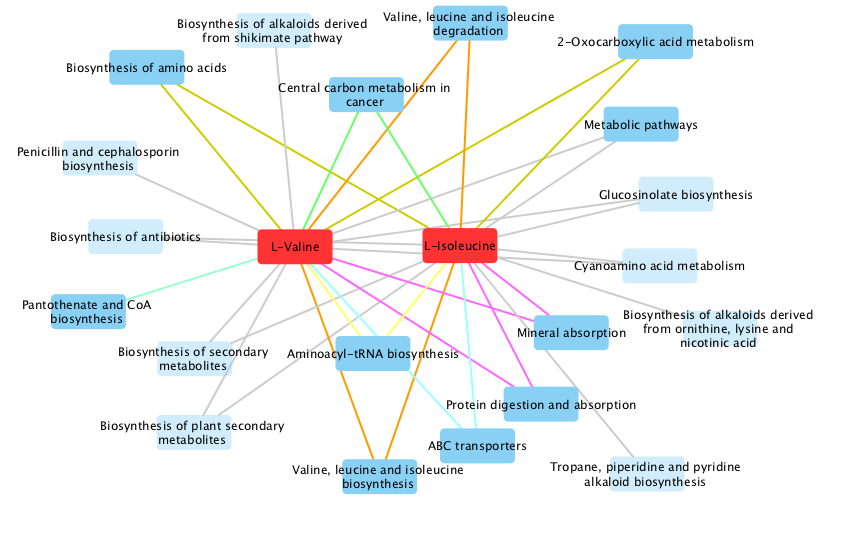 Biosynthesis of alkaloids derived
from shikimate pathway
Valine, leucine and isoleucine
degradation
2-Oxocarboxylic acid metabolism
Biosynthesis of amino acids
Central carbon metabolism in
cancer
Metabolic pathways
Penicillin and cephalosporin
biosynthesis
Glucosinolate biosynthesis
Biosynthesis of antibiotics
L-Valine
L-Isoleucine
Cyanoamino acid metabolism
Pantothenate and CoA
biosynthesis
Biosynthesis of alkaloids derived
from ornithine, lysine and
nicotinic acid
Mineral absorption
Biosynthesis of secondary
metabolites
Aminoacyl-tRNA biosynthesis
Protein digestion and absorption
Biosynthesis of plant secondary
metabolites
ABC transporters
Valine, leucine and isoleucine
biosynthesis
Tropane, piperidine and pyridine
alkaloid biosynthesis